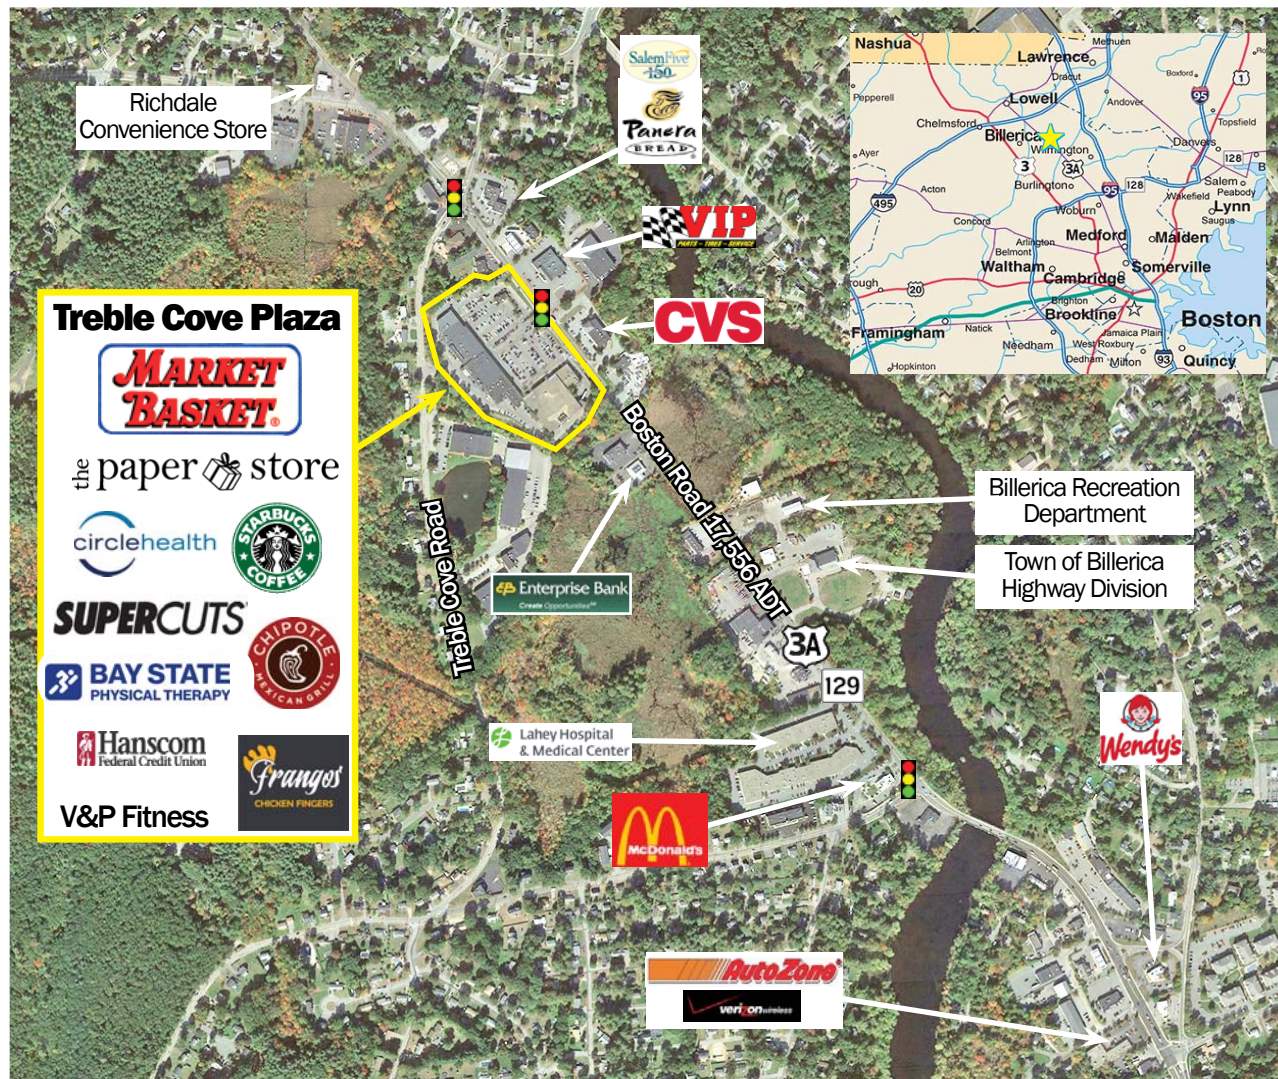 Richdale
Convenience Store
Salem Five
150
Panera
BREAD
VIP
PARTS - TIRES - SERVICE
CVS
Treble Cove Plaza
MARKET
BASKET
the paper store
circlehealth
STARBUCKS
COFFEE
SUPERCUTS
CHIPOTLE
MEXICAN GRILL
BAY STATE
PHYSICAL THERAPY
Hanscom
Federal Credit Union
Frangos'
CHICKEN FINGERS
V&P Fitness
Treble Cove Road
Boston Road 17,556 ADT
Enterprise Bank
Create Opportunities
Billerica Recreation
Department
Town of Billerica
Highway Division
3A
129
Lahey Hospital
& Medical Center
McDonald's
Wendy's
AutoZone
verizon wireless
Nashua
Methuen
Lawrence
Dracut
Boxford
1
Pepperell
Lowell
Andover
95
Topsfield
Chelmsford
Billerica
Wilmington
Danvers
128
Ayer
3
3A
Burlington
95
128
Salem
Peabody
Acton
495
Wakefield
Lynn
Woburn
Saugus
Concord
Medford
Malden
Arlington
Belmont
Waltham
Somerville
Cambridge
rough
20
Brighton
Brookline
Boston
Framingham
Natick
Jamaica Plain
Needham
West Roxbury
Dedham
Milton
93
Quincy
Hopkinton